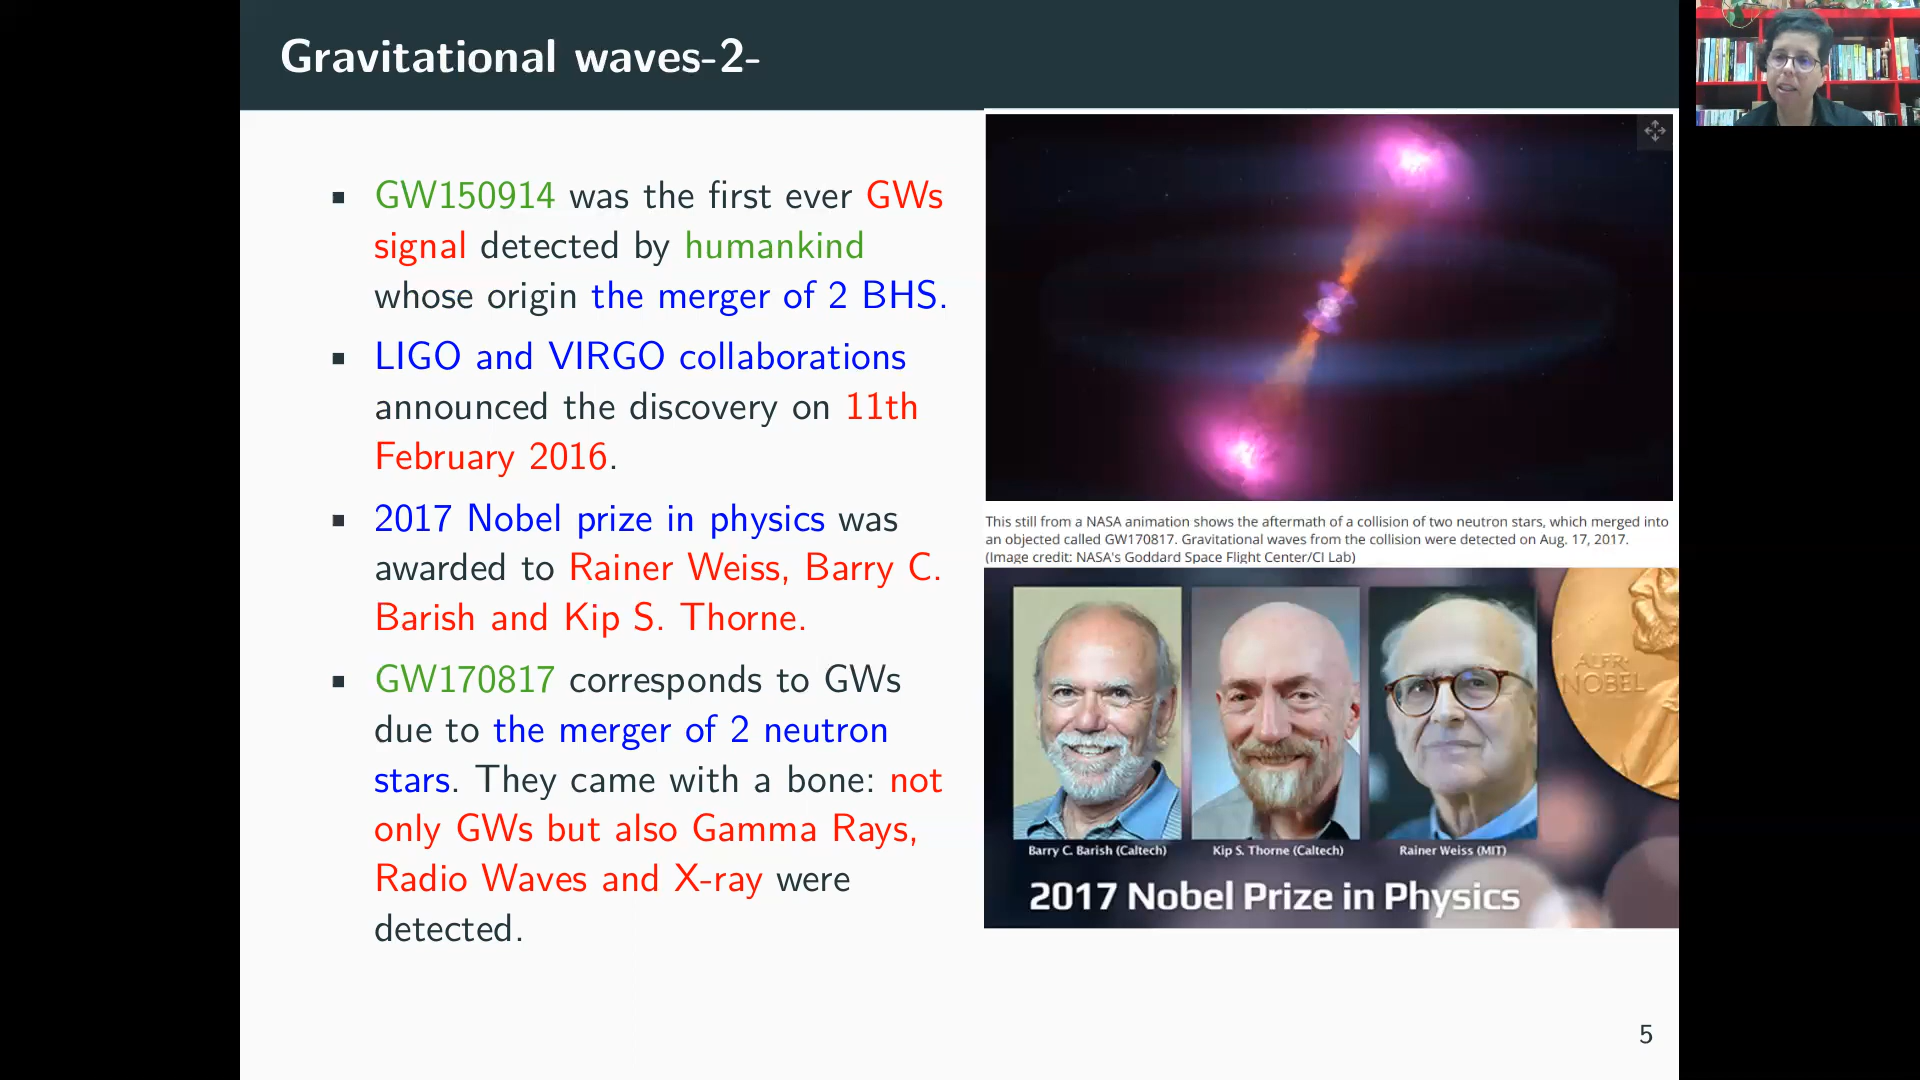 Gravitational waves-2-
GW150914 was the first ever GWs
signal detected by humankind
whose origin the merger of 2 BHS.
LIGO and VIRGO collaborations
announced the discovery on 11th
February 2016.
2017 Nobel prize in physics was
awarded to Rainer Weiss, Barry C.
Barish and Kip S. Thorne.
GW170817 corresponds to GWs
due to the merger of 2 neutron
stars. They came with a bone: not
only GWs but also Gamma Rays,
Radio Waves and X-ray were
detected.
This still from a NASA animation shows the aftermath of a collision of two neutron stars, which merged into
an objected called GW170817. Gravitational waves from the collision were detected on Aug. 17, 2017.
(Image credit: NASA's Goddard Space Flight Center/CI Lab)
ALFR·
NOBEL
Barry C. Barish (Caltech)
Kip S. Thorne (Caltech)
Rainer Weiss (MIT)
2017 Nobel Prize in Physics
5